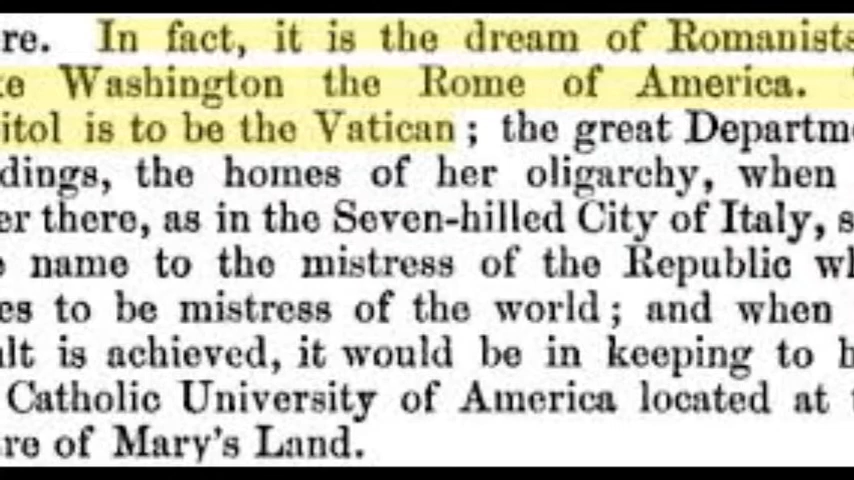 re. In fact, it is the dream of Romanists
te Washington the Rome of America.
itol is to be the Vatican; the great Departme
dings, the homes of her oligarchy, when
er there, as in the Seven-hilled City of Italy, s
name to the mistress of the Republic wh
es to be mistress of the world; and when
lt is achieved, it would be in keeping to h
Catholic University of America located at
re of Mary's Land.